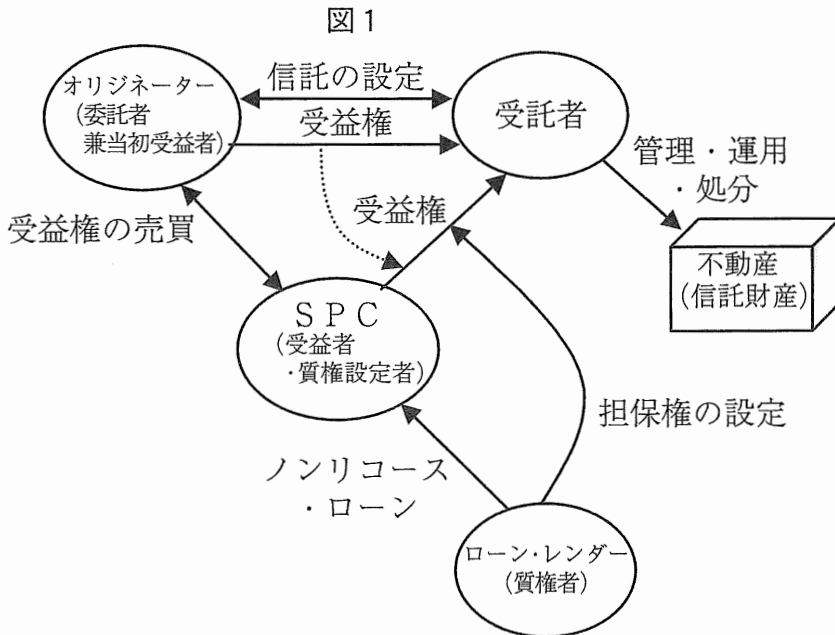 図1
オリジネーター
(委託者
兼当初受益者)
信託の設定
受益権
受託者
管理・運用
・処分
受益権の売買
受益権
不動産
(信託財産)
SPC
(受益者
・質権設定者)
担保権の設定
ノンリコース
・ローン
ローン・レンダー
(質権者)